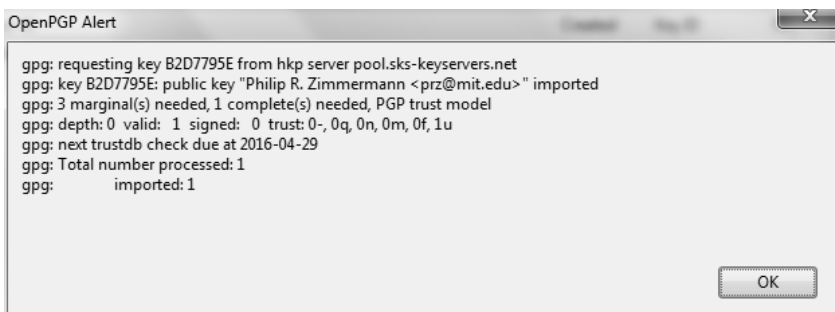 OpenPGP Alert
Created Key ID
gpg: requesting key B2D7795E from hkp server pool.sks-keyservers.net
gpg: key B2D7795E: public key "Philip R. Zimmermann <prz@mit.edu>" imported
gpg: 3 marginal(s) needed, 1 complete(s) needed, PGP trust model
gpg: depth: 0 valid: 1 signed: 0 trust: 0-, 0q, 0n, 0m, 0f, 1u
gpg: next trustdb check due at 2016-04-29
gpg: Total number processed: 1
gpg: imported: 1
OK